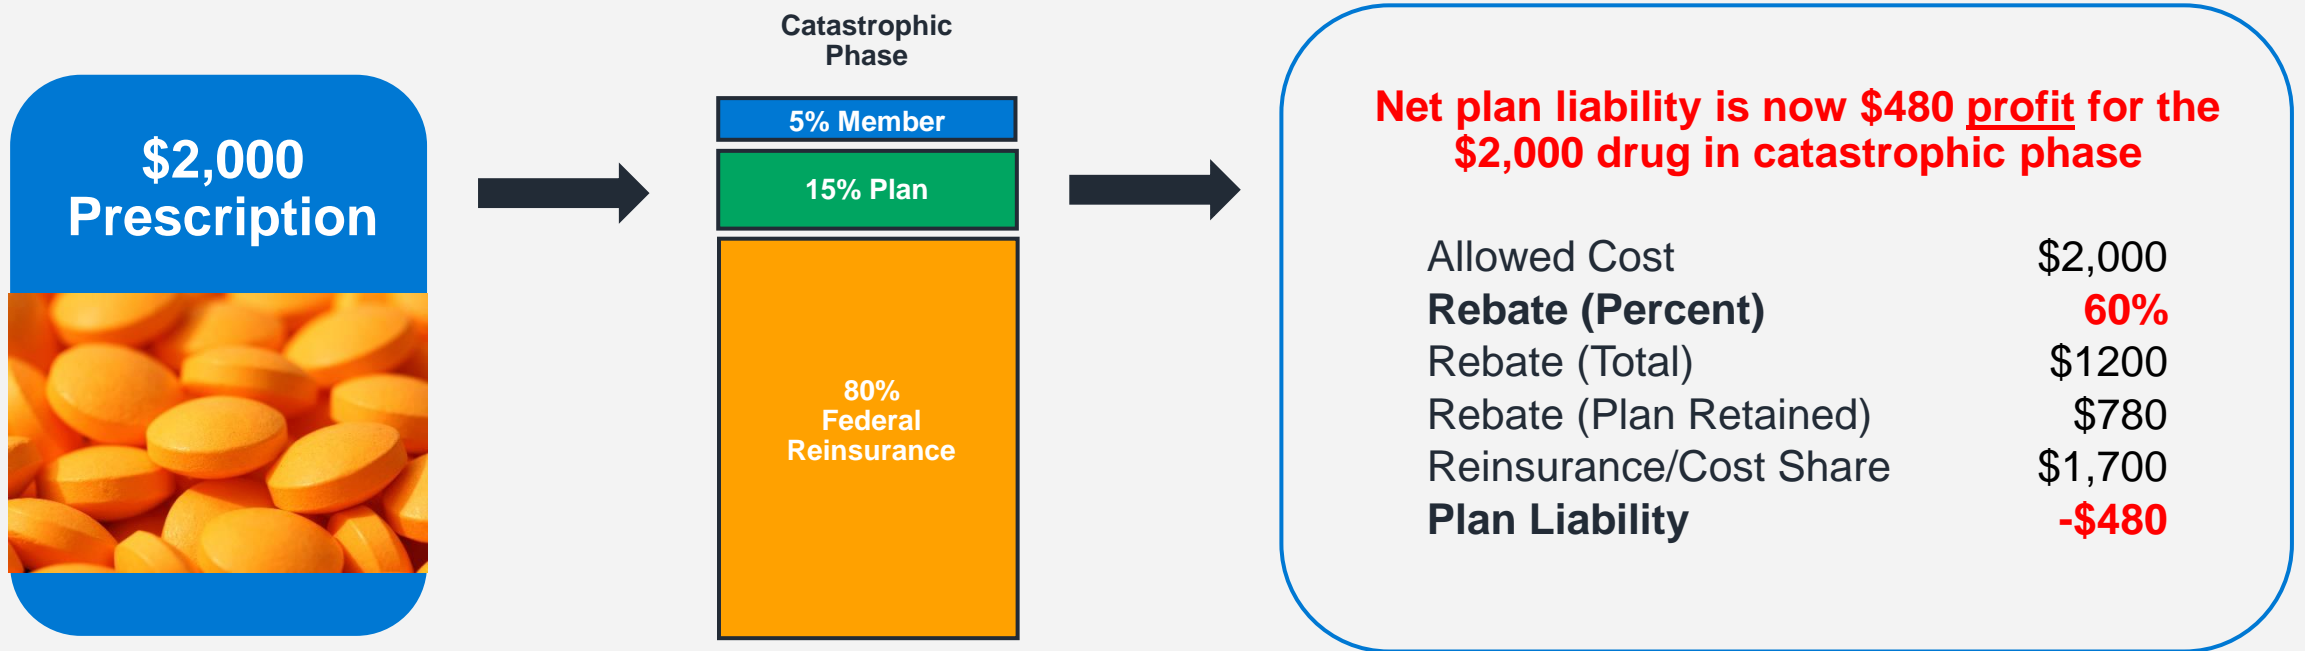 $2,000
Prescription
Catastrophic
Phase
5% Member
15% Plan
80%
Federal
Reinsurance
Net plan liability is now $480 profit for the
$2,000 drug in catastrophic phase
Allowed Cost $2,000
Rebate (Percent) 60%
Rebate (Total) $1200
Rebate (Plan Retained) $780
Reinsurance/Cost Share $1,700
Plan Liability -$480